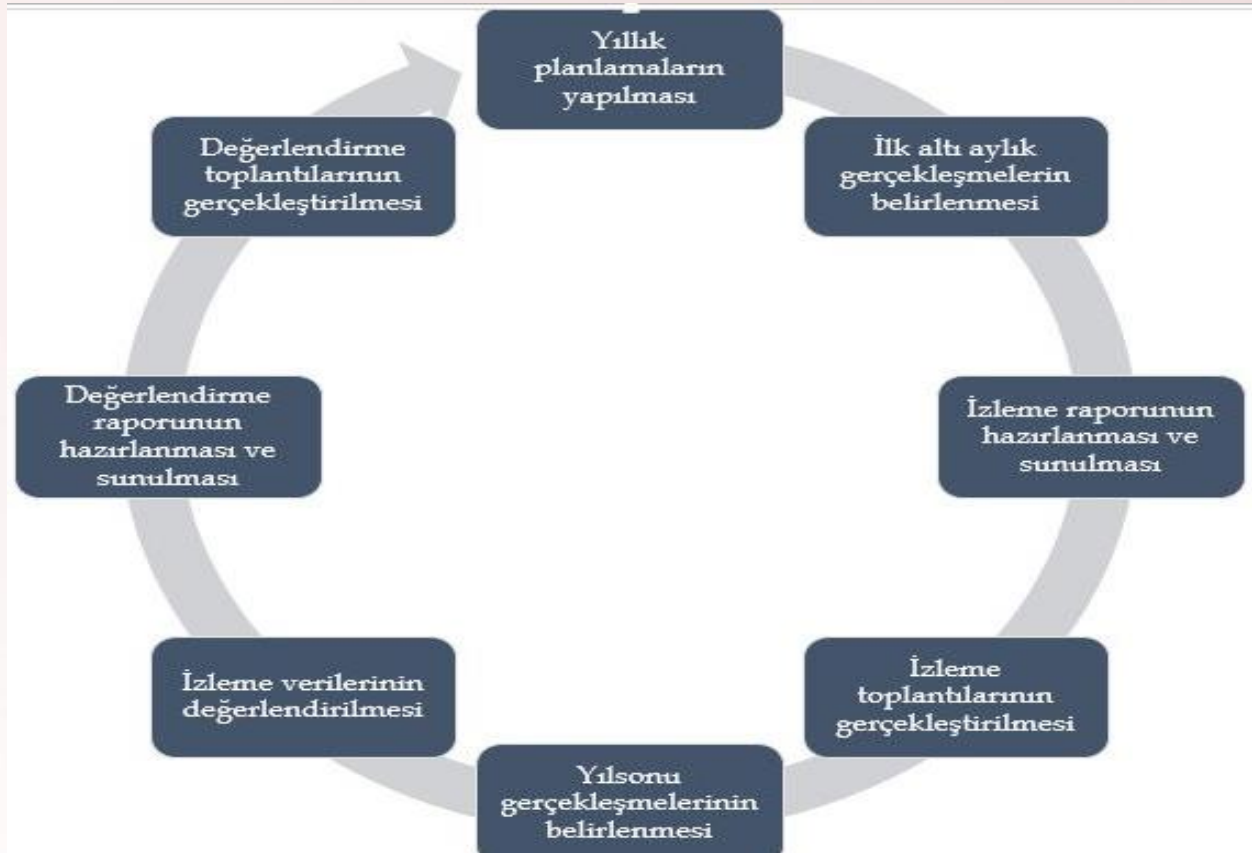 Yıllık
planlamaların
yapılması
İlk altı aylık
gerçekleşmelerin
belirlenmesi
İzleme raporunun
hazırlanması ve
sunulması
İzleme
toplantılarının
gerçekleştirilmesi
Yılsonu
gerçekleşmelerinin
belirlenmesi
İzleme verilerinin
değerlendirilmesi
Değerlendirme
raporunun
hazırlanması ve
sunulması
Değerlendirme
toplantılarının
gerçekleştirilmesi